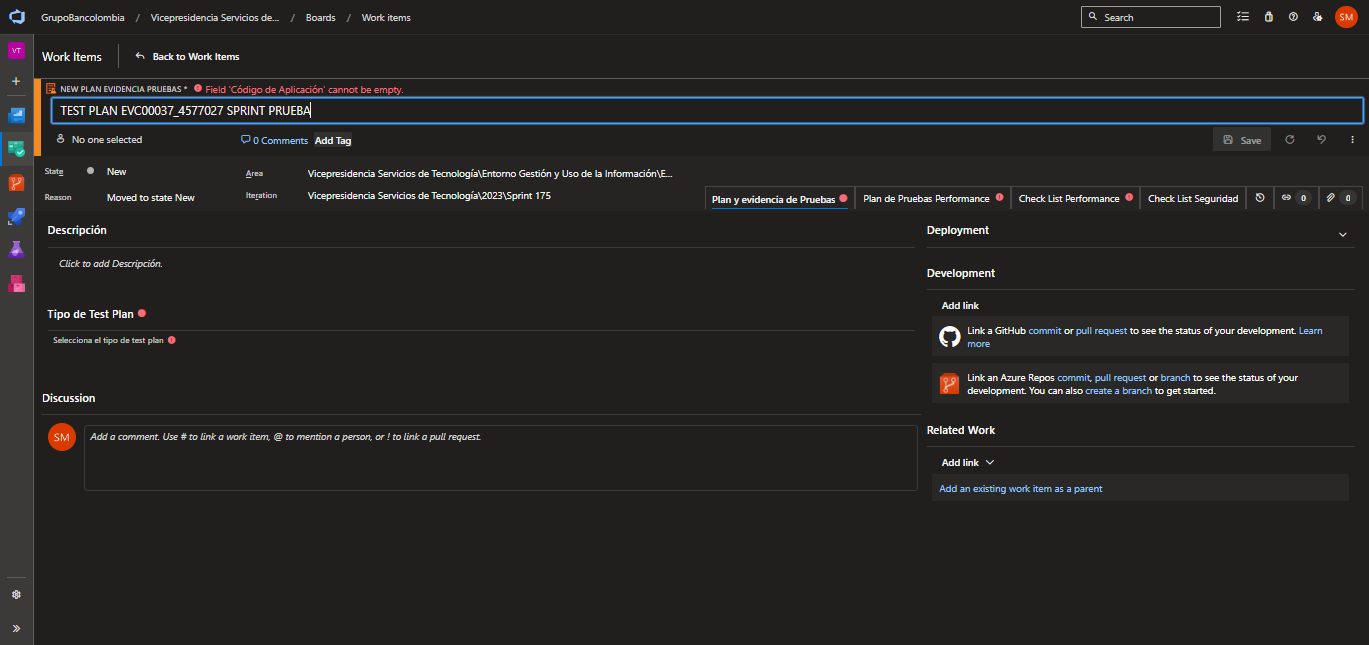 GrupoBancolombia / Vicepresidencia Servicios de... / Boards / Work items
Search
SM
VT
Work Items
Back to Work Items
NEW PLAN EVIDENCIA PRUEBAS * Field 'Código de Aplicación' cannot be empty.
TEST PLAN EVC00037_4577027 SPRINT PRUEBA
No one selected
0 Comments
Add Tag
Save
State
New
Area
Vicepresidencia Servicios de Tecnología\Entorno Gestión y Uso de la Información\E...
Reason
Moved to state New
Iteration
Vicepresidencia Servicios de Tecnología\2023\Sprint 175
Plan y evidencia de Pruebas
Plan de Pruebas Performance
Check List Performance
Check List Seguridad
0
0
Descripción
Click to add Descripción.
Tipo de Test Plan
Selecciona el tipo de test plan
Discussion
SM
Add a comment. Use # to link a work item, @ to mention a person, or ! to link a pull request.
Deployment
Development
Add link
Link a GitHub commit or pull request to see the status of your development. Learn
more
Link an Azure Repos commit, pull request or branch to see the status of your
development. You can also create a branch to get started.
Related Work
Add link
Add an existing work item as a parent